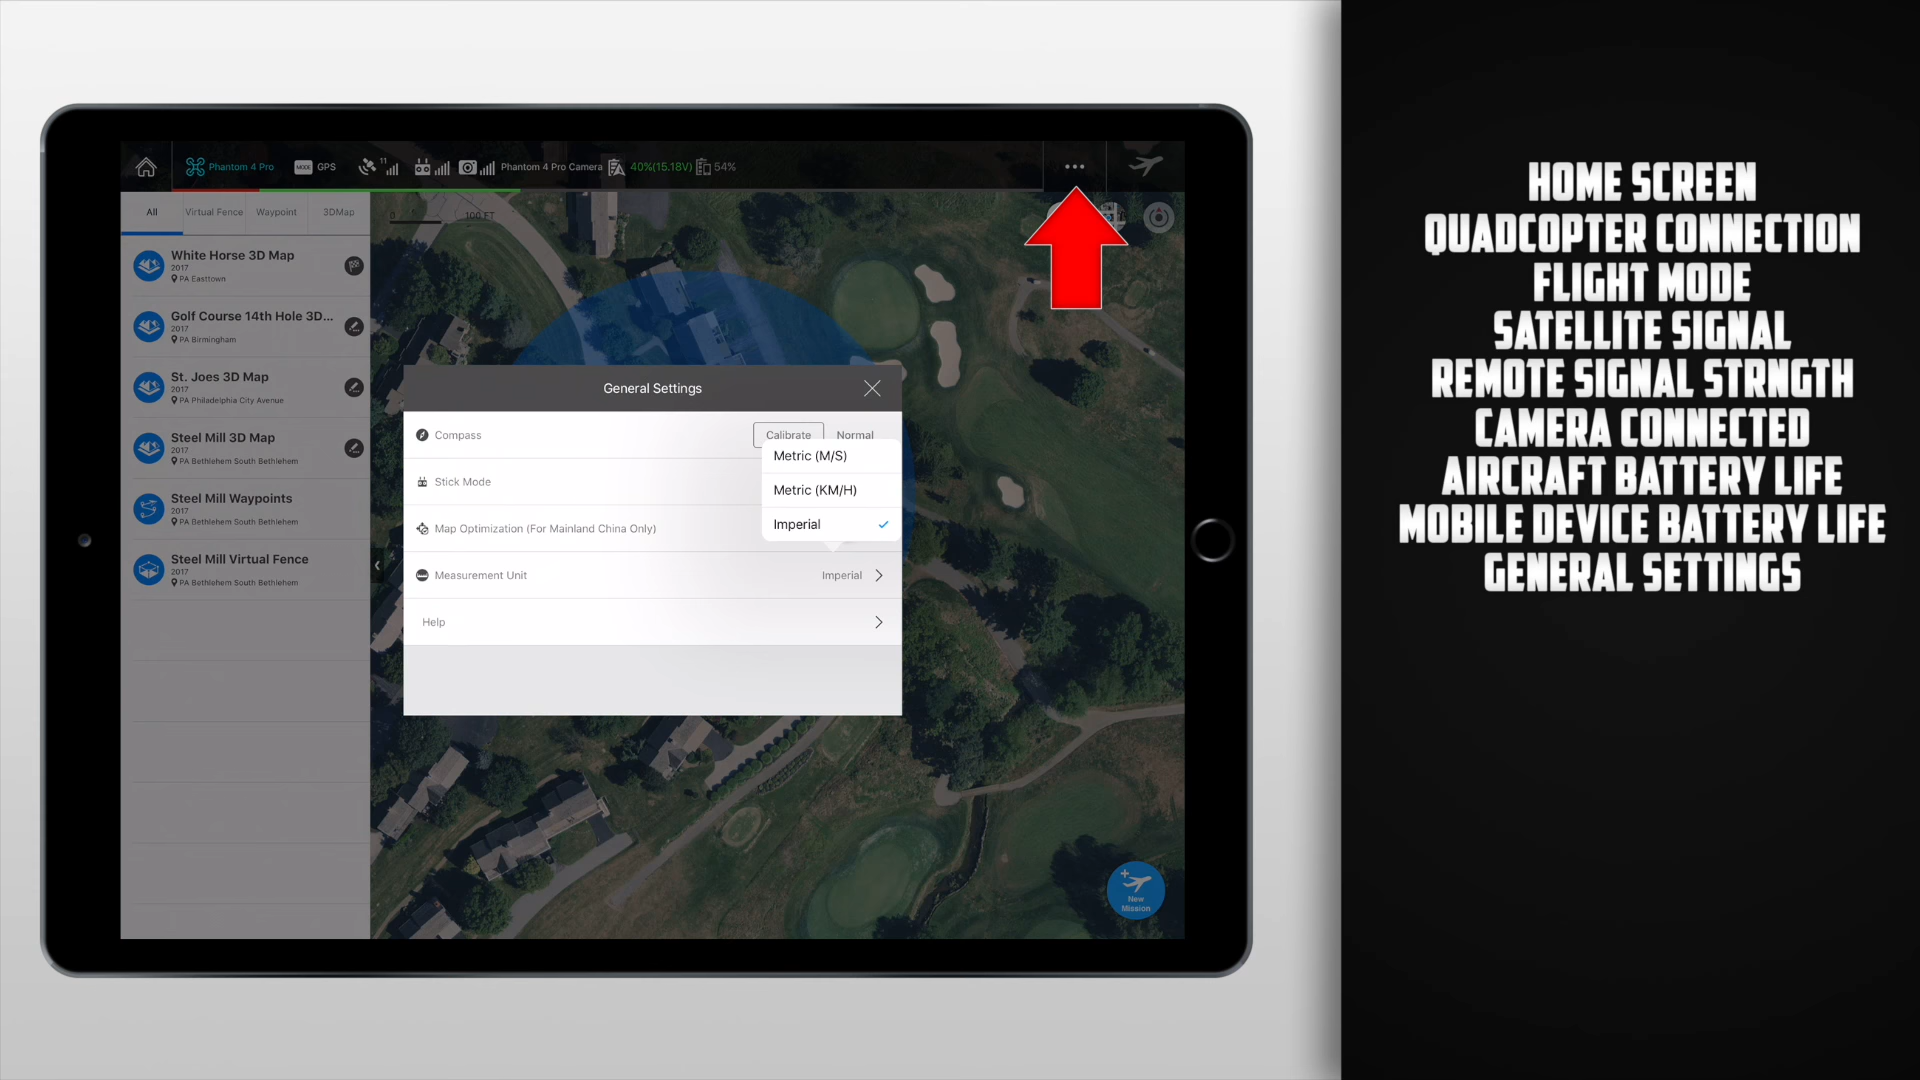 Phantom 4 Pro
MODE GPS
11
Phantom 4 Pro Camera
40%(15.18V)
54%
All
Virtual Fence
Waypoint
3DMap
0
100 FT
White Horse 3D Map
2017
PA Easttown
Golf Course 14th Hole 3D...
2017
PA Birmingham
St. Joes 3D Map
2017
PA Philadelphia City Avenue
Steel Mill 3D Map
2017
PA Bethlehem South Bethlehem
Steel Mill Waypoints
2017
PA Bethlehem South Bethlehem
Steel Mill Virtual Fence
2017
PA Bethlehem South Bethlehem
General Settings
Compass
Calibrate
Normal
Metric (M/S)
Stick Mode
Metric (KM/H)
Imperial
Map Optimization (For Mainland China Only)
Measurement Unit
Imperial
Help
New
Mission
HOME SCREEN
QUADCOPTER CONNECTION
FLIGHT MODE
SATELLITE SIGNAL
REMOTE SIGNAL STRNGTH
CAMERA CONNECTED
AIRCRAFT BATTERY LIFE
MOBILE DEVICE BATTERY LIFE
GENERAL SETTINGS